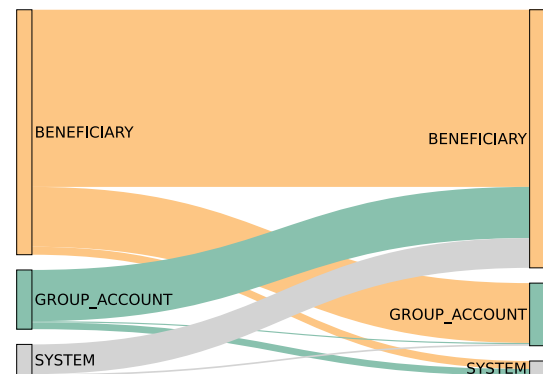 BENEFICIARY
BENEFICIARY
GROUP_ACCOUNT
GROUP_ACCOUNT
SYSTEM
SYSTEM